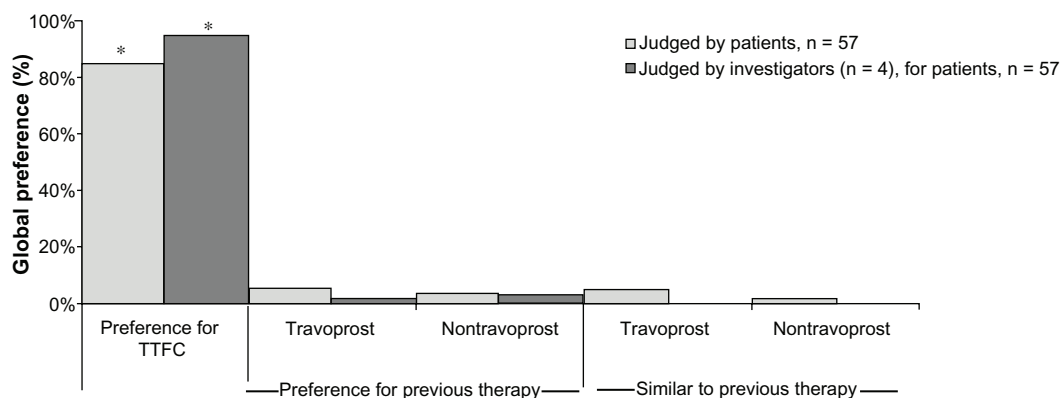 100%
80%
60%
40%
20%
0%
Global preference (%)
*
*
Judged by patients, n = 57
Judged by investigators (n = 4), for patients, n = 57
Preference for
TTFC
Travoprost
Nontravoprost
Travoprost
Nontravoprost
Preference for previous therapy
Similar to previous therapy